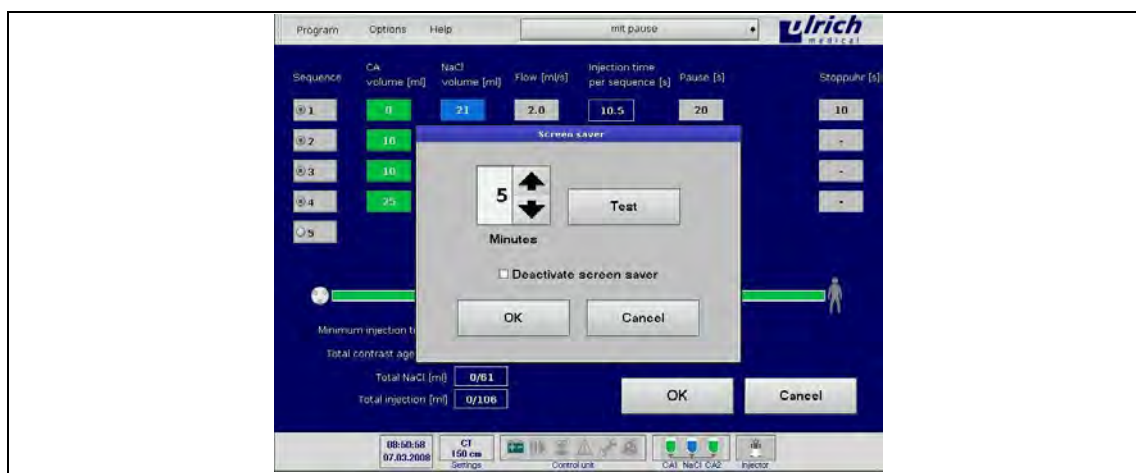 Program Options Help mit pause ulrich
medical
Sequence CA volume [ml] NaCl volume [ml] Flow [ml/s] Injection time per sequence [s] Pause [s] Stoppuhr [s]
1 0 21 2.0 10.5 20 10
Screen saver
2 10 -
3 10 -
4 25 -
5
5
Test
Minutes
Deactivate screen saver
OK Cancel
Minimum injection ti
Total contrast age
Total NaCl [ml] 0/61
Total injection [ml] 0/106
OK Cancel
08:50:58 CT
07.03.2008 150 cm
Settings Control unit CA1 NaCl CA2 Injector